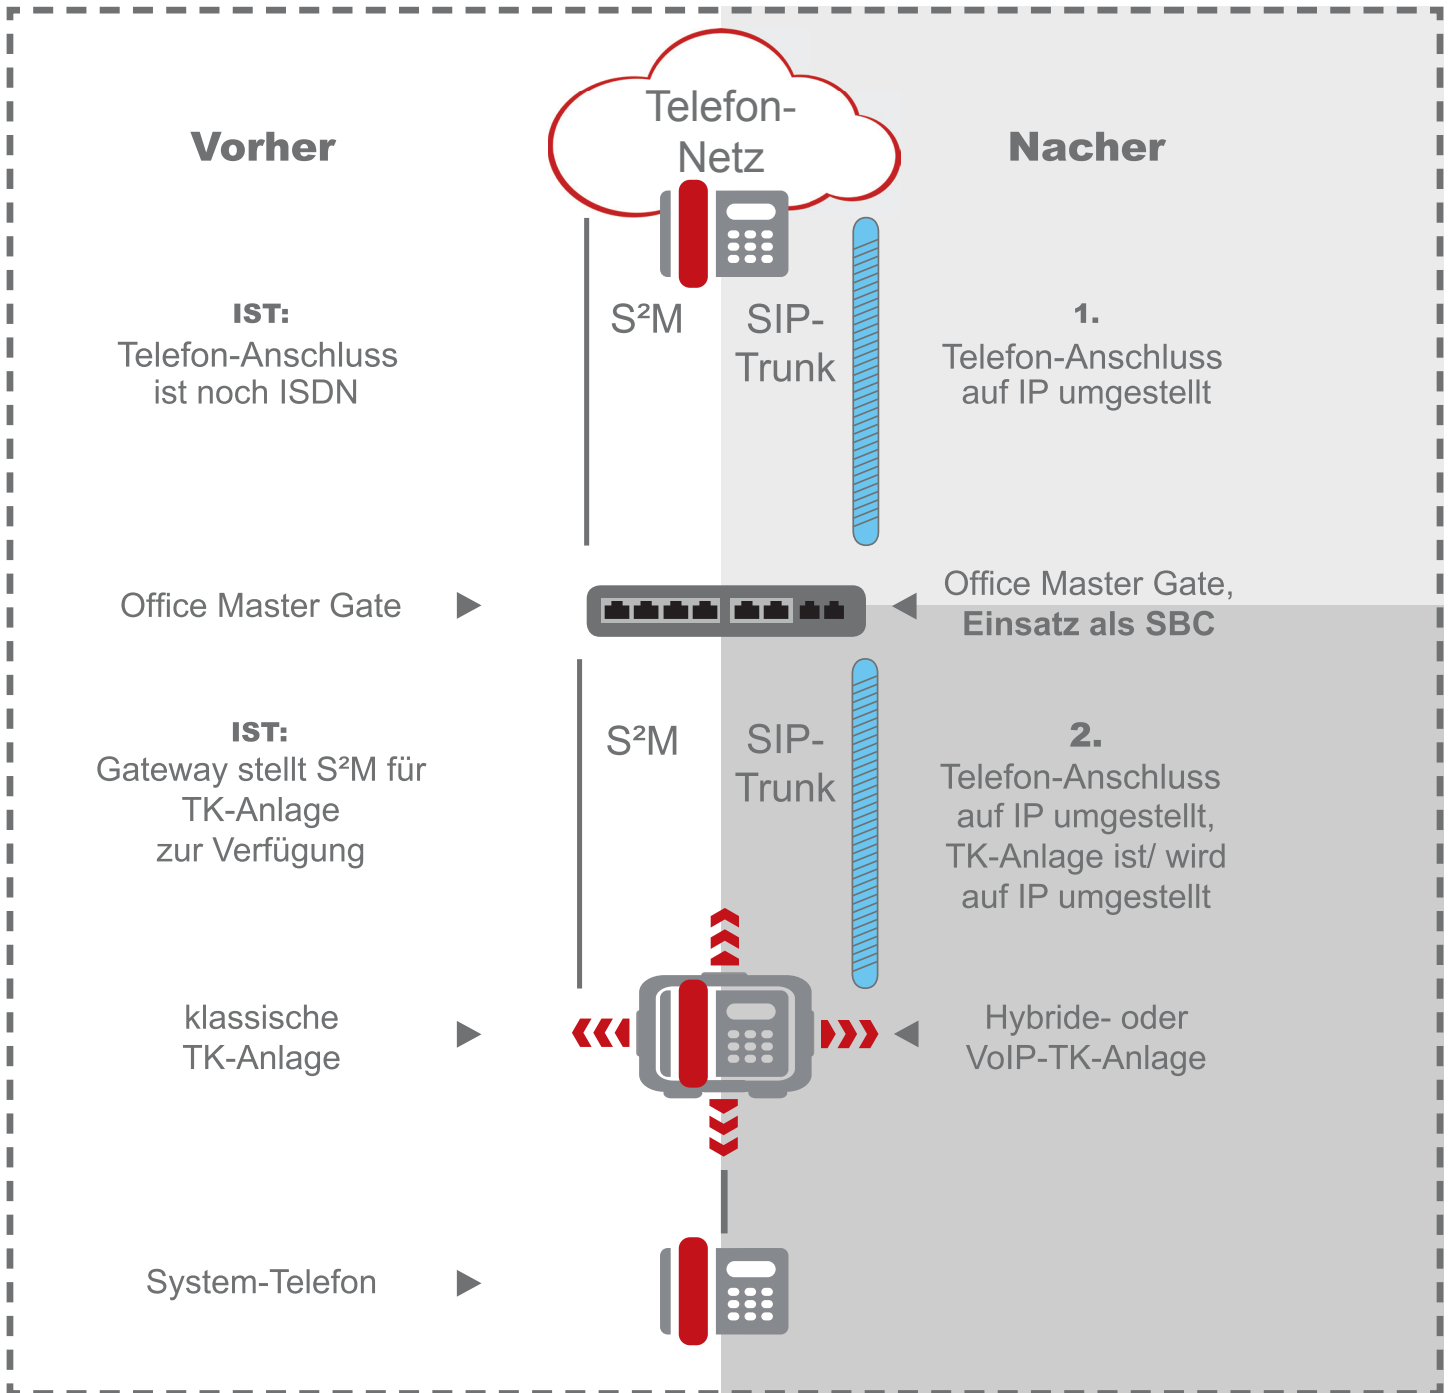 Telefon-
Netz
Vorher
Nacher
IST:
Telefon-Anschluss
ist noch ISDN
S²M
SIP-
Trunk
1.
Telefon-Anschluss
auf IP umgestellt
Office Master Gate
Office Master Gate,
Einsatz als SBC
IST:
Gateway stellt S²M für
TK-Anlage
zur Verfügung
S²M
SIP-
Trunk
2.
Telefon-Anschluss
auf IP umgestellt,
TK-Anlage ist/ wird
auf IP umgestellt
klassische
TK-Anlage
Hybride- oder
VoIP-TK-Anlage
System-Telefon